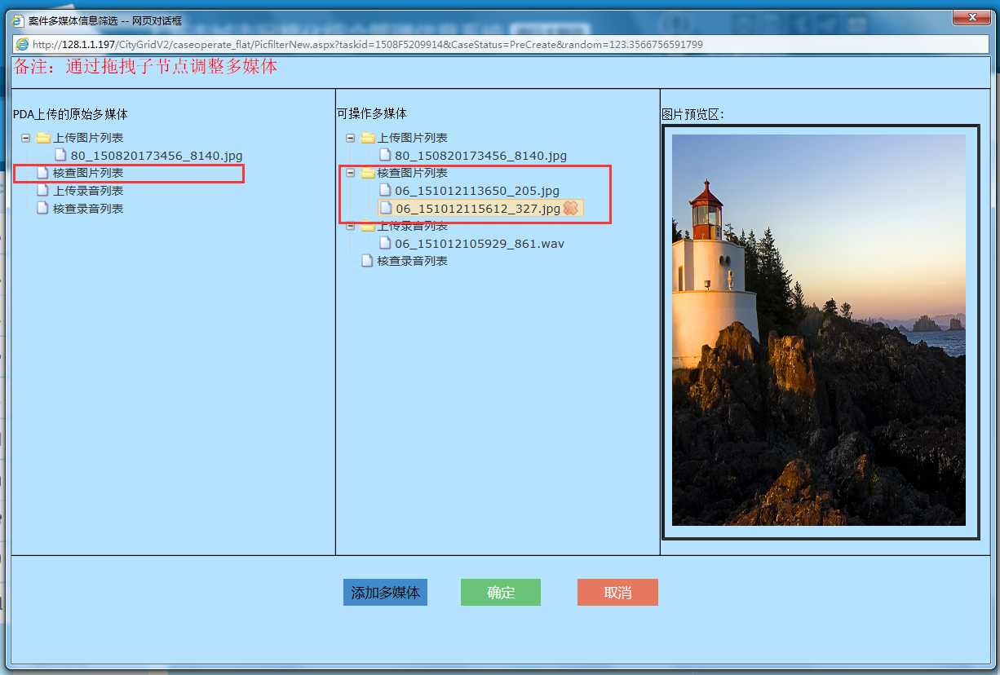 案件多媒体信息筛选 -- 网页对话框
http://128.1.1.197/CityGridV2/caseoperate_flat/PicfilterNew.aspx?taskid=1508F5209914&CaseStatus=PreCreate&random=123.3566756591799
备注：通过拖拽子节点调整多媒体
PDA上传的原始多媒体
上传图片列表
80_150820173456_8140.jpg
核查图片列表
上传录音列表
核查录音列表
可操作多媒体
上传图片列表
80_150820173456_8140.jpg
核查图片列表
06_151012113650_205.jpg
06_151012115612_327.jpg
上传录音列表
06_151012105929_861.wav
核查录音列表
图片预览区：
添加多媒体
确定
取消